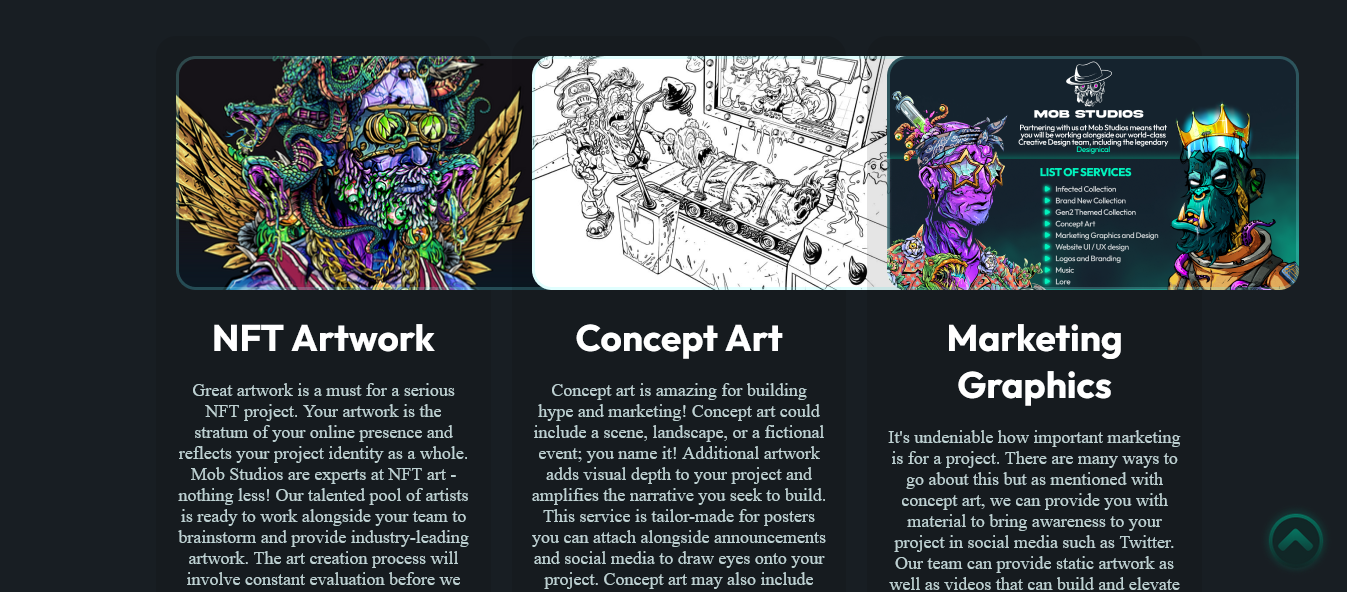 MOB STUDIOS
Partnering with us at Mob Studios means that
you will be working alongside our world-class
Creative Design team, including the legendary
Designical
LIST OF SERVICES
Infected Collection
Brand New Collection
Gen2 Themed Collection
Concept Art
Marketing Graphics and Design
Website UI / UX design
Logos and Branding
Music
Lore
NFT Artwork
Great artwork is a must for a serious
NFT project. Your artwork is the
stratum of your online presence and
reflects your project identity as a whole.
Mob Studios are experts at NFT art -
nothing less! Our talented pool of artists
is ready to work alongside your team to
brainstorm and provide industry-leading
artwork. The art creation process will
involve constant evaluation before we
Concept Art
Concept art is amazing for building
hype and marketing! Concept art could
include a scene, landscape, or a fictional
event; you name it! Additional artwork
adds visual depth to your project and
amplifies the narrative you seek to build.
This service is tailor-made for posters
you can attach alongside announcements
and social media to draw eyes onto your
project. Concept art may also include
Marketing
Graphics
It's undeniable how important marketing
is for a project. There are many ways to
go about this but as mentioned with
concept art, we can provide you with
material to bring awareness to your
project in social media such as Twitter.
Our team can provide static artwork as
well as videos that can build and elevate